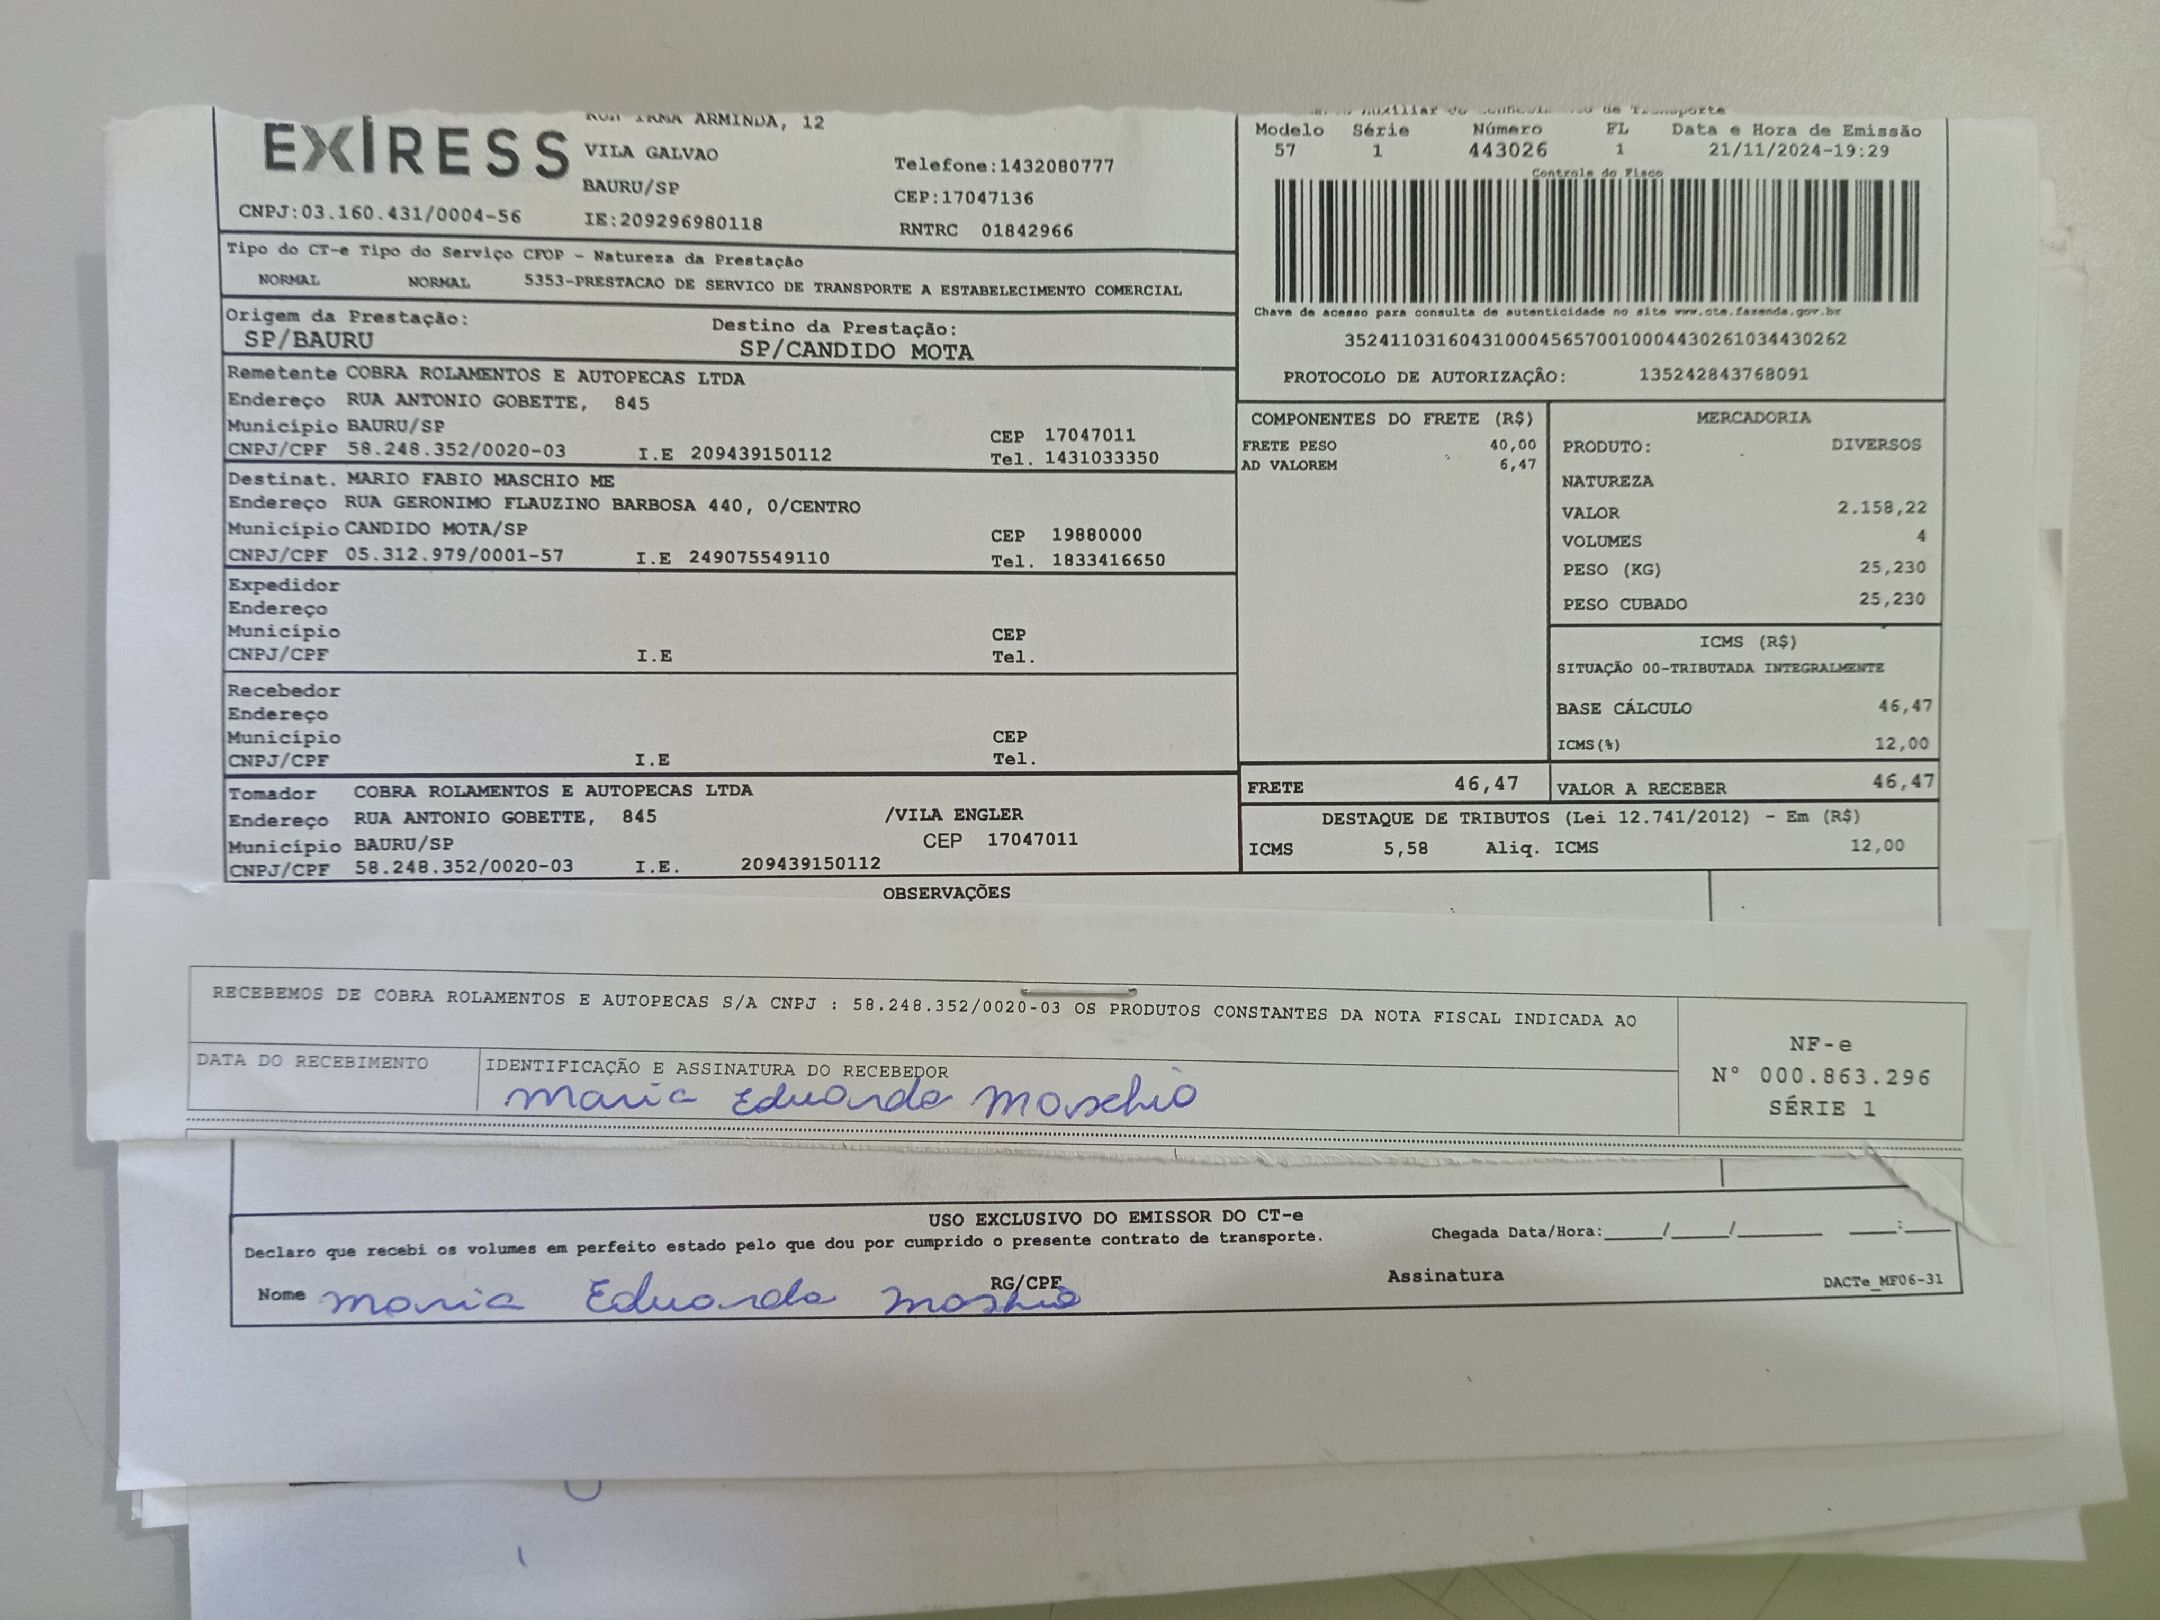 EXIRESS
RUA IRMA ARMINDA, 12
VILA GALVAO
BAURU/SP
Telefone:1432080777
CEP:17047136
CNPJ:03.160.431/0004-56
IE:209296980118
RNTRC 01842966
Tipo do CT-e Tipo do Serviço CFOP - Natureza da Prestação
NORMAL NORMAL 5353-PRESTACAO DE SERVICO DE TRANSPORTE A ESTABELECIMENTO COMERCIAL
Origem da Prestação: Destino da Prestação:
SP/BAURU SP/CANDIDO MOTA
Remetente COBRA ROLAMENTOS E AUTOPECAS LTDA
Endereço RUA ANTONIO GOBETTE, 845
Município BAURU/SP CEP 17047011
CNPJ/CPF 58.248.352/0020-03 I.E 209439150112 Tel. 1431033350
Destinat. MARIO FABIO MASCHIO ME
Endereço RUA GERONIMO FLAUZINO BARBOSA 440, 0/CENTRO
Município CANDIDO MOTA/SP CEP 19880000
CNPJ/CPF 05.312.979/0001-57 I.E 249075549110 Tel. 1833416650
Expedidor
Endereço
Município CEP
CNPJ/CPF I.E Tel.
Recebedor
Endereço
Município CEP
CNPJ/CPF I.E Tel.
Tomador COBRA ROLAMENTOS E AUTOPECAS LTDA
Endereço RUA ANTONIO GOBETTE, 845 /VILA ENGLER
Município BAURU/SP CEP 17047011
CNPJ/CPF 58.248.352/0020-03 I.E. 209439150112
Auxiliar do de Transporte
Modelo Série Número FL Data e Hora de Emissão
57 1 443026 1 21/11/2024-19:29
Controle do Fisco
Chave de acesso para consulta de autenticidade no site www.cte.fazenda.gov.br
35241103160431000456570010004430261034430262
PROTOCOLO DE AUTORIZAÇÃO: 135242843768091
COMPONENTES DO FRETE (R$)
FRETE PESO 40,00
AD VALOREM 6,47
MERCADORIA
PRODUTO: DIVERSOS
NATUREZA
VALOR 2.158,22
VOLUMES 4
PESO (KG) 25,230
PESO CUBADO 25,230
ICMS (R$)
SITUAÇÃO 00-TRIBUTADA INTEGRALMENTE
BASE CÁLCULO 46,47
ICMS(%) 12,00
FRETE 46,47 VALOR A RECEBER 46,47
DESTAQUE DE TRIBUTOS (Lei 12.741/2012) - Em (R$)
ICMS 5,58 Aliq. ICMS 12,00
OBSERVAÇÕES
RECEBEMOS DE COBRA ROLAMENTOS E AUTOPECAS S/A CNPJ : 58.248.352/0020-03 OS PRODUTOS CONSTANTES DA NOTA FISCAL INDICADA AO
DATA DO RECEBIMENTO IDENTIFICAÇÃO E ASSINATURA DO RECEBEDOR
Maria Eduarda Maschio
NF-e
N° 000.863.296
SÉRIE 1
USO EXCLUSIVO DO EMISSOR DO CT-e
Declaro que recebi os volumes em perfeito estado pelo que dou por cumprido o presente contrato de transporte.
Chegada Data/Hora:_____/_____/_______ ____:____
Nome Maria Eduarda Maschio RG/CPF Assinatura DACTe_MF06-31